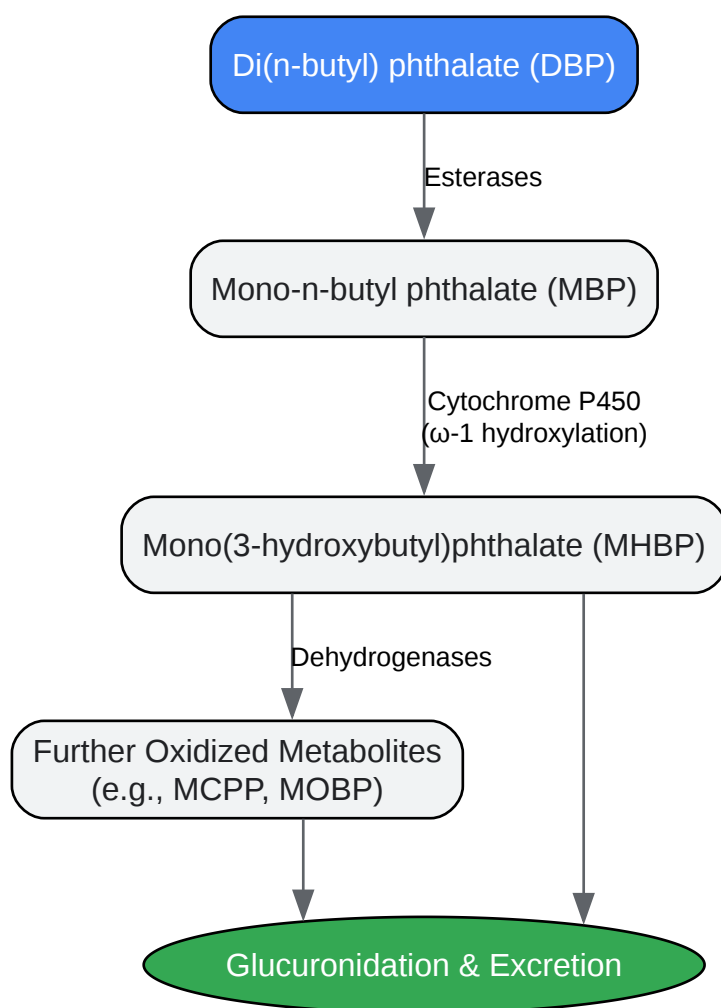 Di(n-butyl) phthalate (DBP)
Esterases
Mono-n-butyl phthalate (MBP)
Cytochrome P450
(ω-1 hydroxylation)
Mono(3-hydroxybutyl)phthalate (MHBP)
Dehydrogenases
Further Oxidized Metabolites
(e.g., MCPP, MOBP)
Glucuronidation & Excretion